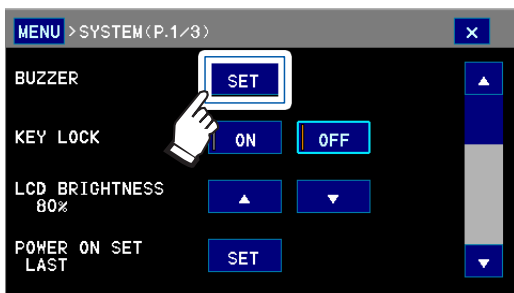 MENU >SYSTEM(P.1/3) ×
BUZZER SET
KEY LOCK ON OFF
LCD BRIGHTNESS ▲ ▼
80%
POWER ON SET SET
LAST